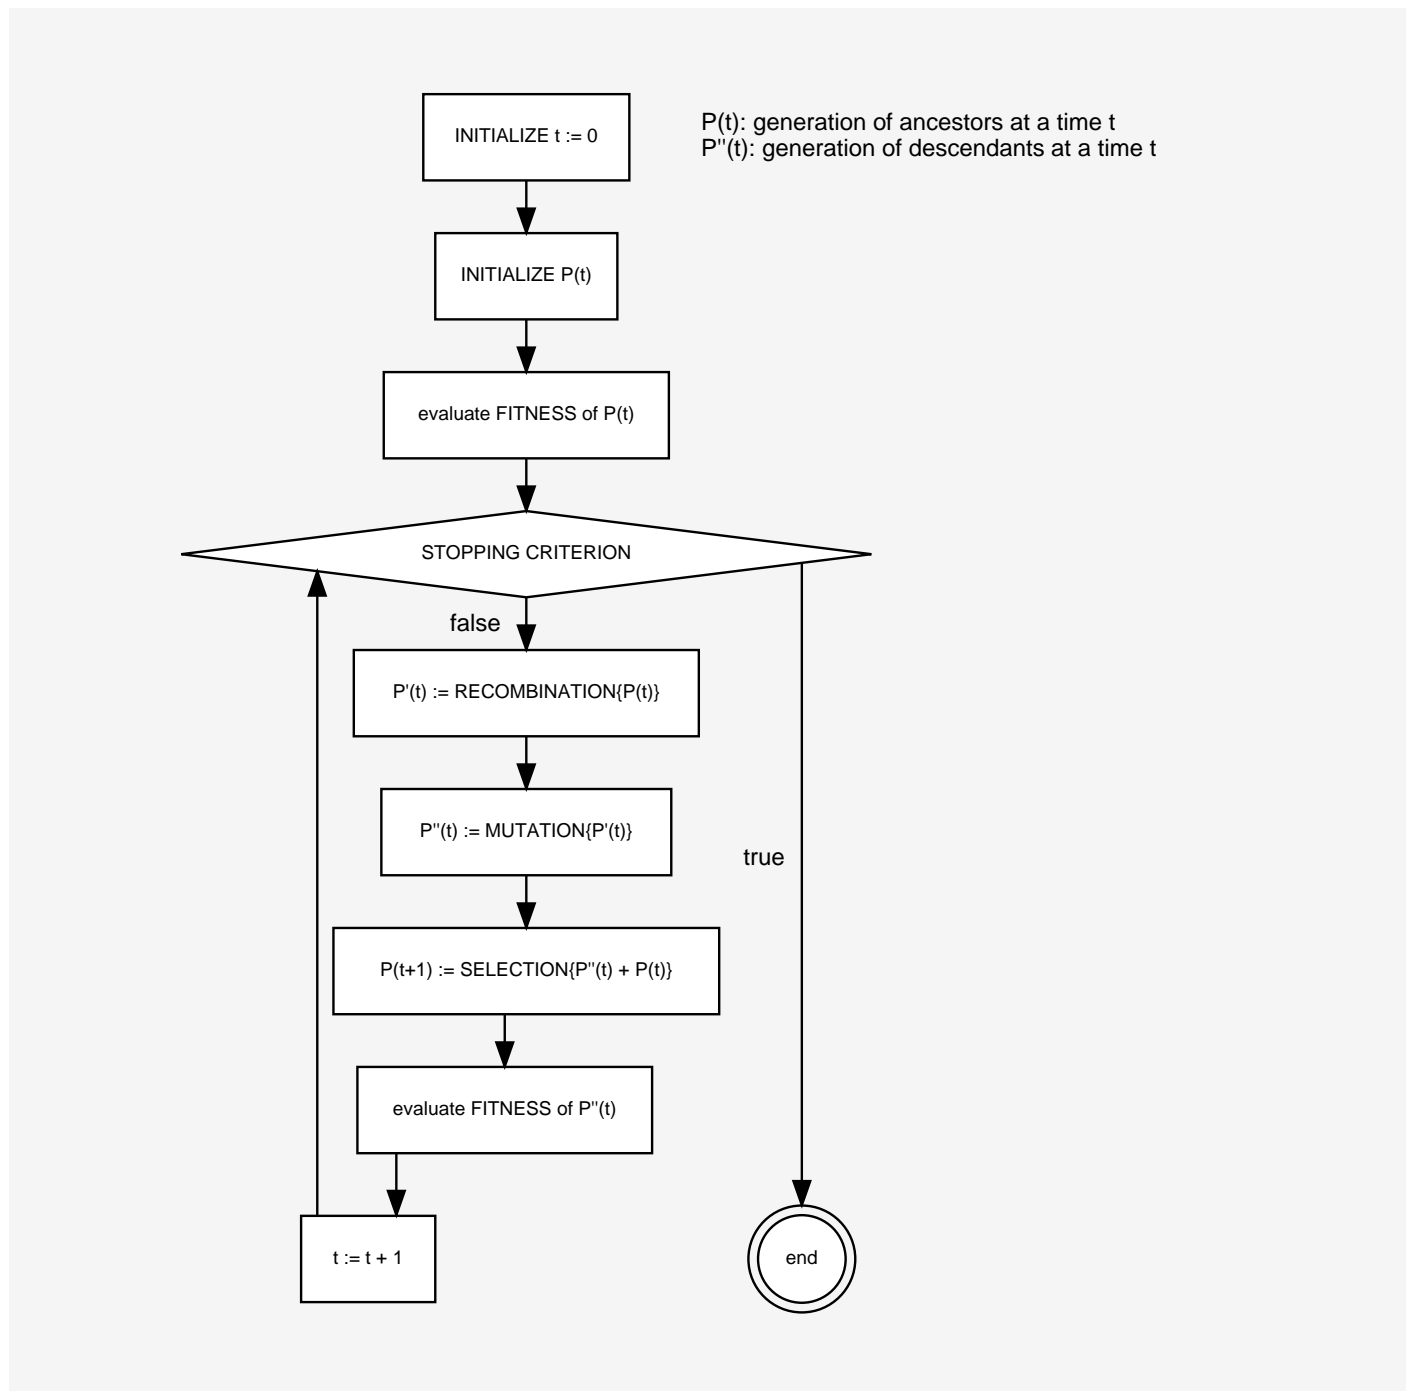 INITIALIZE t := 0
P(t): generation of ancestors at a time t
P''(t): generation of descendants at a time t
INITIALIZE P(t)
evaluate FITNESS of P(t)
STOPPING CRITERION
false
P'(t) := RECOMBINATION{P(t)}
P''(t) := MUTATION{P'(t)}
true
P(t+1) := SELECTION{P''(t) + P(t)}
evaluate FITNESS of P''(t)
t := t + 1
end